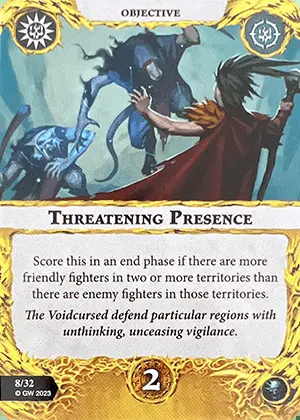 OBJECTIVE
THREATENING PRESENCE
Score this in an end phase if there are more
friendly fighters in two or more territories than
there are enemy fighters in those territories.
The Voidcursed defend particular regions with
unthinking, unceasing vigilance.
8/32
© GW 2023
2